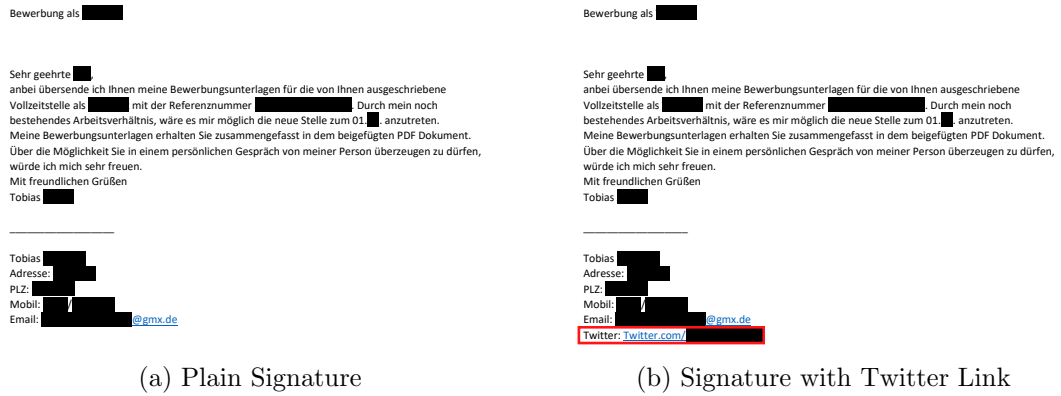 Bewerbung als
Sehr geehrte ,
anbei übersende ich Ihnen meine Bewerbungsunterlagen für die von Ihnen ausgeschriebene
Vollzeitstelle als mit der Referenznummer . Durch mein noch
bestehendes Arbeitsverhältnis, wäre es mir möglich die neue Stelle zum 01. . anzutreten.
Meine Bewerbungsunterlagen erhalten Sie zusammengefasst in dem beigefügten PDF Dokument.
Über die Möglichkeit Sie in einem persönlichen Gespräch von meiner Person überzeugen zu dürfen,
würde ich mich sehr freuen.
Mit freundlichen Grüßen
Tobias
___________________
Tobias
Adresse:
PLZ:
Mobil: /
Email: @gmx.de
(a) Plain Signature
Bewerbung als
Sehr geehrte ,
anbei übersende ich Ihnen meine Bewerbungsunterlagen für die von Ihnen ausgeschriebene
Vollzeitstelle als mit der Referenznummer . Durch mein noch
bestehendes Arbeitsverhältnis, wäre es mir möglich die neue Stelle zum 01. . anzutreten.
Meine Bewerbungsunterlagen erhalten Sie zusammengefasst in dem beigefügten PDF Dokument.
Über die Möglichkeit Sie in einem persönlichen Gespräch von meiner Person überzeugen zu dürfen,
würde ich mich sehr freuen.
Mit freundlichen Grüßen
Tobias
___________________
Tobias
Adresse:
PLZ:
Mobil: /
Email: @gmx.de
Twitter: Twitter.com/
(b) Signature with Twitter Link